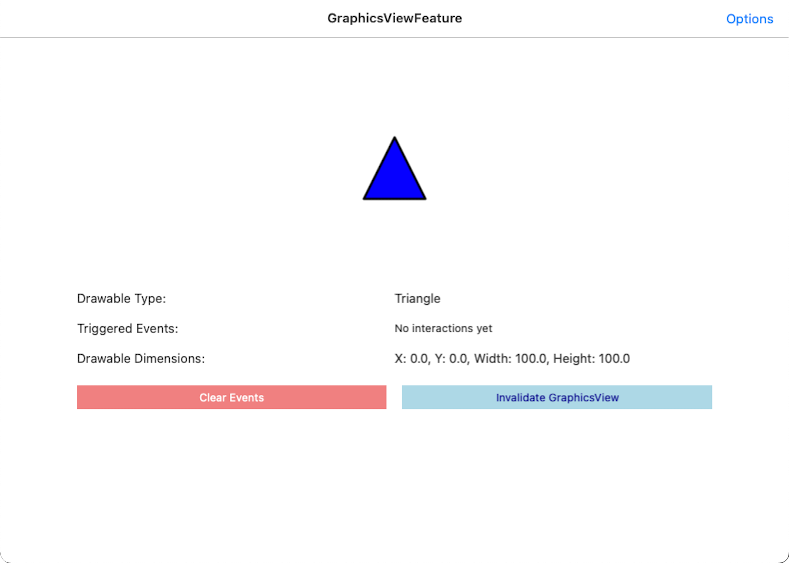 GraphicsViewFeature
Options
Drawable Type: Triangle
Triggered Events: No interactions yet
Drawable Dimensions: X: 0.0, Y: 0.0, Width: 100.0, Height: 100.0
Clear Events Invalidate GraphicsView